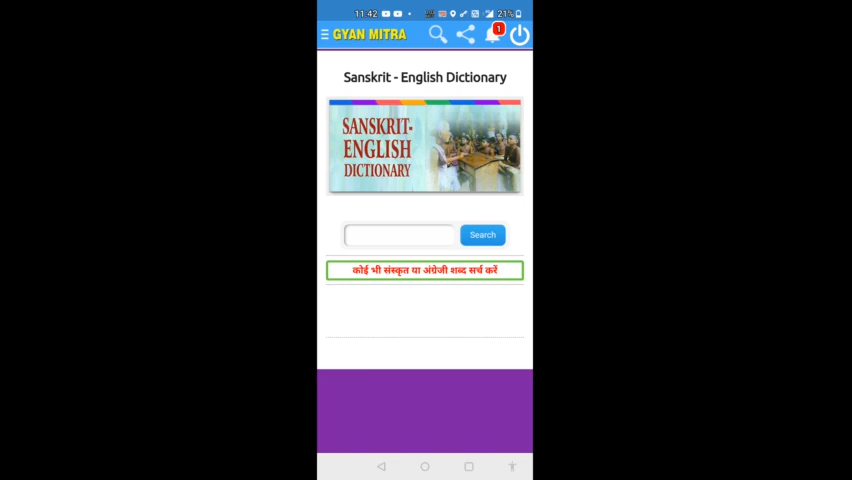 11.42
21%
GYAN MITRA
1
Sanskrit - English Dictionary
SANSKRIT-
ENGLISH
DICTIONARY
Search
कोई भी संस्कृत या अंग्रेजी शब्द सर्च करें